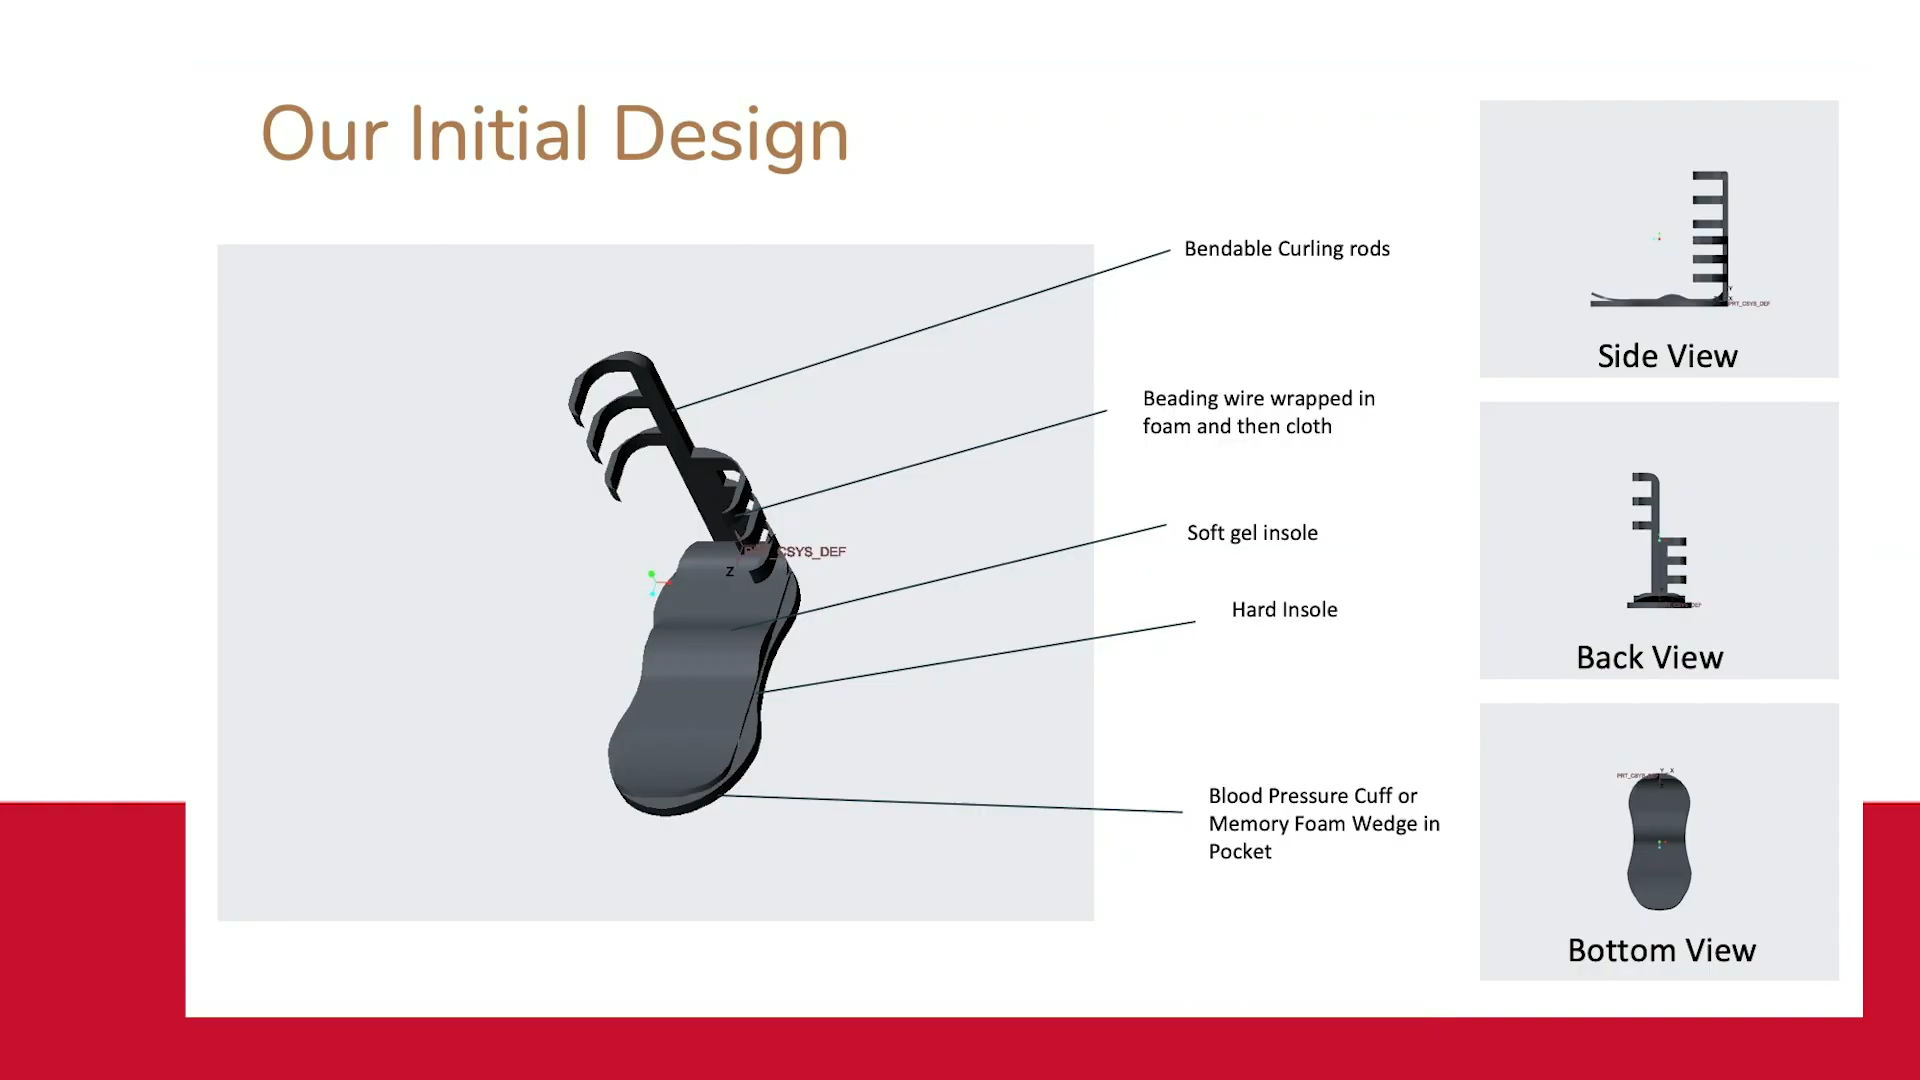 Our Initial Design
Bendable Curling rods
Beading wire wrapped in
foam and then cloth
Soft gel insole
Hard Insole
Blood Pressure Cuff or
Memory Foam Wedge in
Pocket
CSYS_DEF
Z
Y
PRT_CSYS_DEF
Side View
Back View
Y X
Bottom View